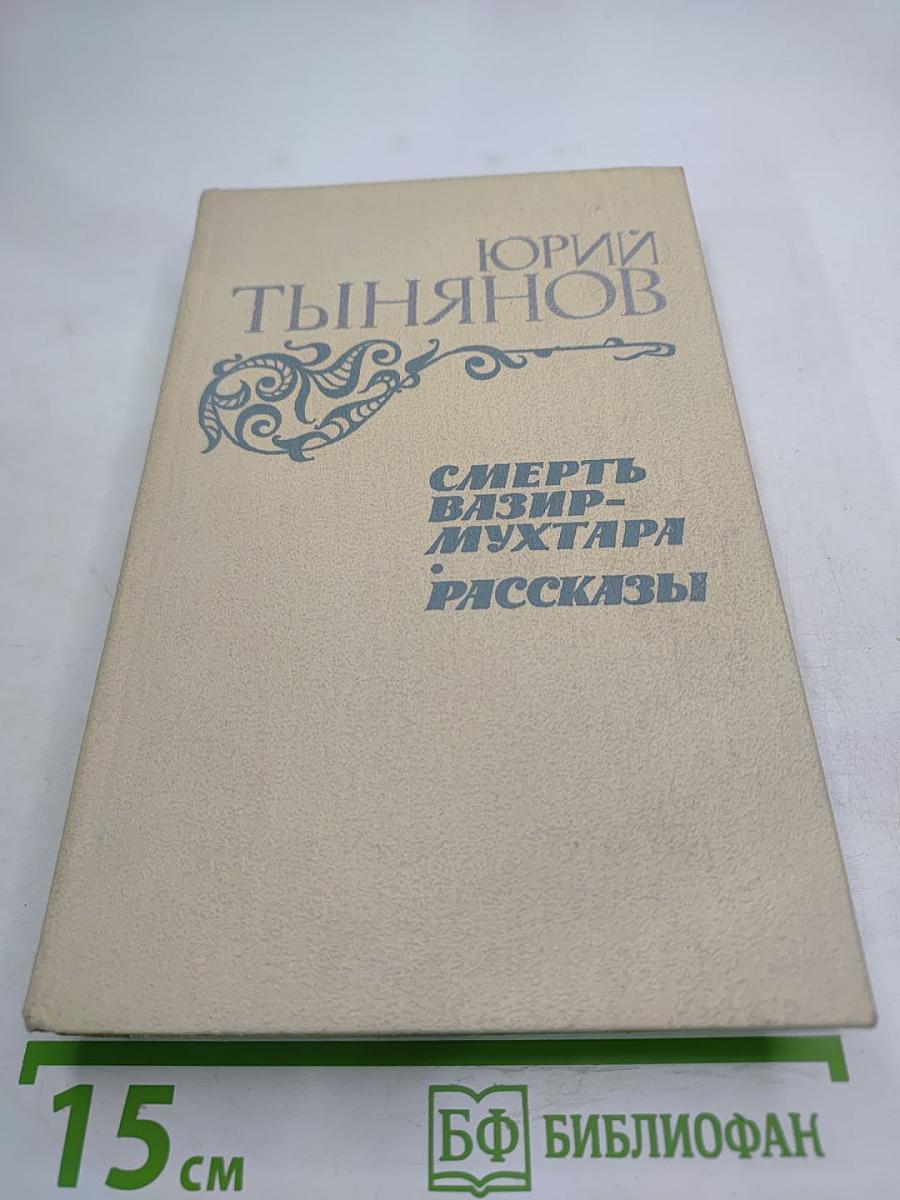 ЮРИЙ
ТЫНЯНОВ
СМЕРТЬ
ВАЗИР-
МУХТАРА
•
РАССКАЗЫ
15 СМ
БФ БИБЛИОФАН